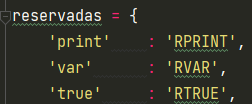 reservadas = {
    'print'     : 'RPRINT',
    'var'       : 'RVAR',
    'true'      : 'RTRUE',